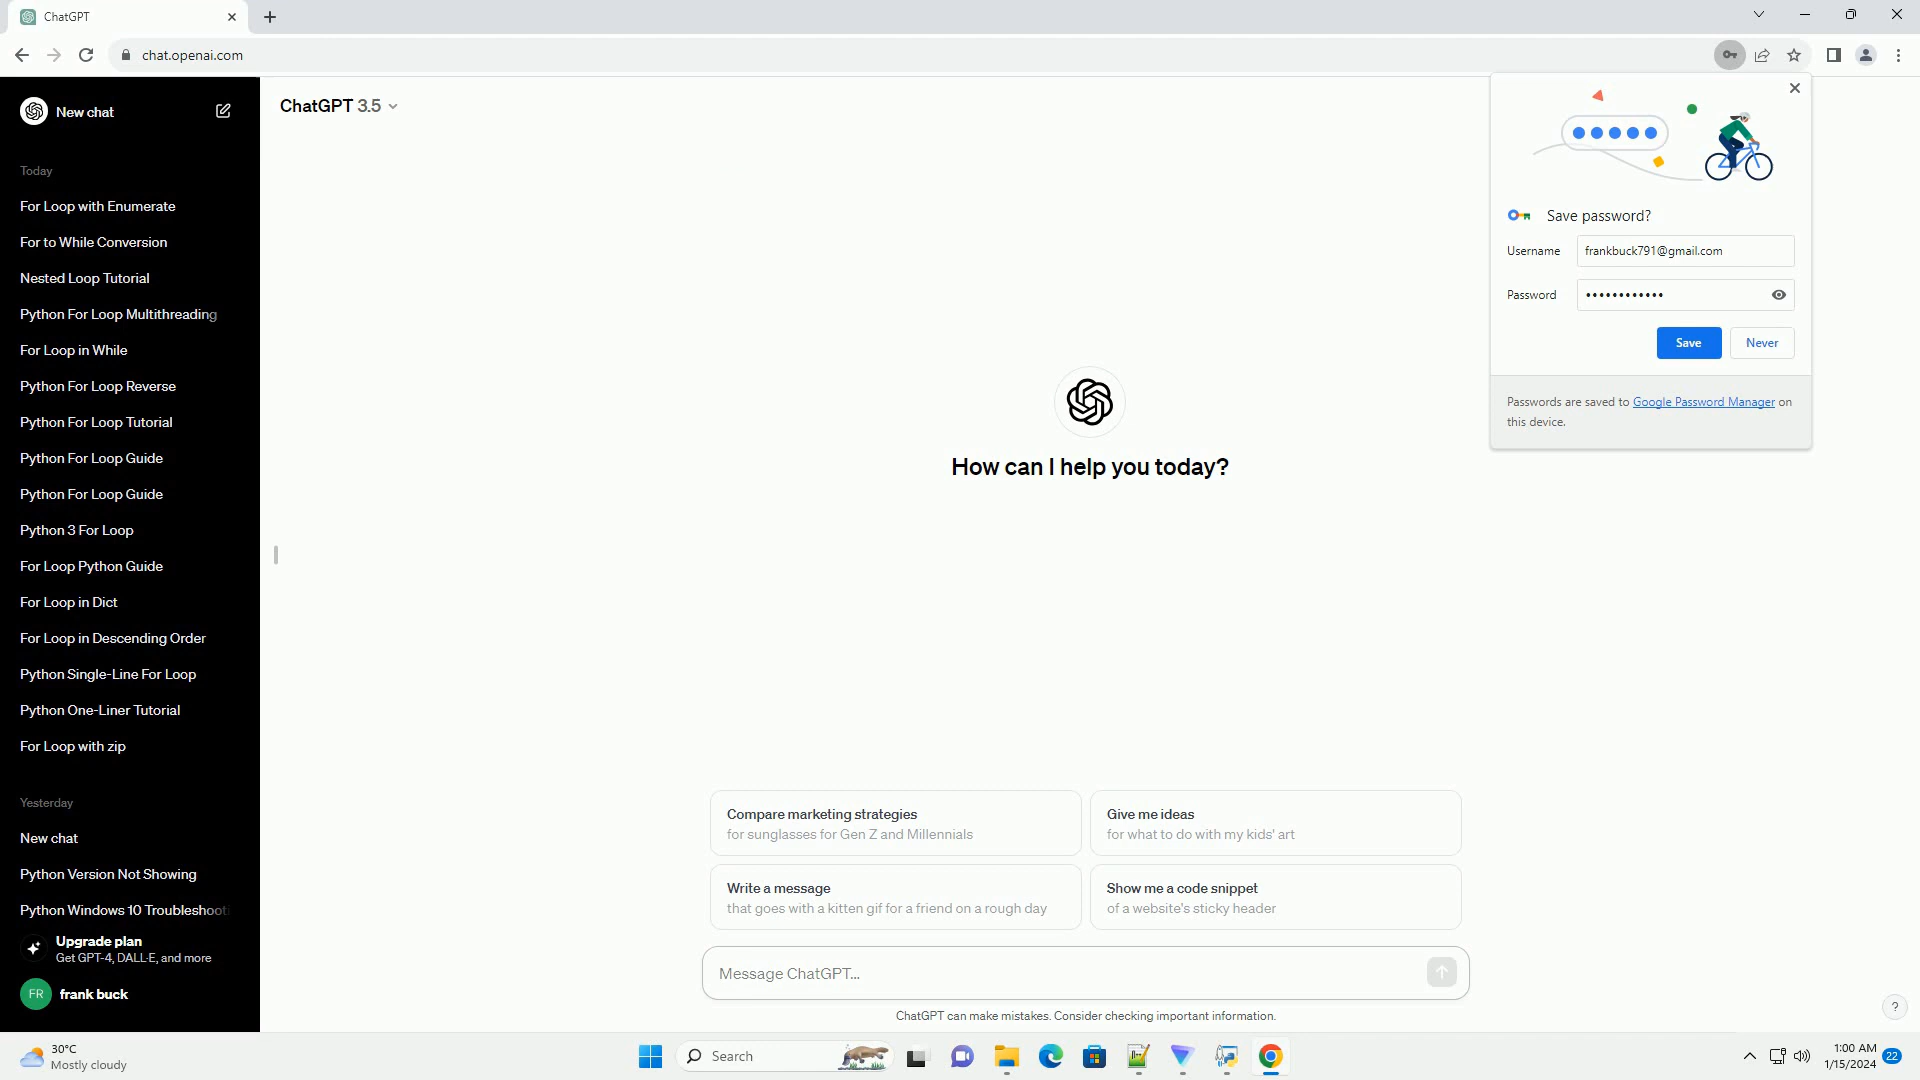 ChatGPT
chat.openai.com
New chat
Today
For Loop with Enumerate
For to While Conversion
Nested Loop Tutorial
Python For Loop Multithreading
For Loop in While
Python For Loop Reverse
Python For Loop Tutorial
Python For Loop Guide
Python For Loop Guide
Python 3 For Loop
For Loop Python Guide
For Loop in Dict
For Loop in Descending Order
Python Single-Line For Loop
Python One-Liner Tutorial
For Loop with zip
Yesterday
New chat
Python Version Not Showing
Python Windows 10 Troubleshooti
Upgrade plan
Get GPT-4, DALL·E, and more
FR frank buck
ChatGPT 3.5
How can I help you today?
Compare marketing strategies
for sunglasses for Gen Z and Millennials
Give me ideas
for what to do with my kids' art
Write a message
that goes with a kitten gif for a friend on a rough day
Show me a code snippet
of a website's sticky header
Message ChatGPT...
ChatGPT can make mistakes. Consider checking important information.
?
Save password?
Username frankbuck791@gmail.com
Password ••••••••••••
Save Never
Passwords are saved to Google Password Manager on
this device.
30°C
Mostly cloudy
Search
1:00 AM
1/15/2024
22